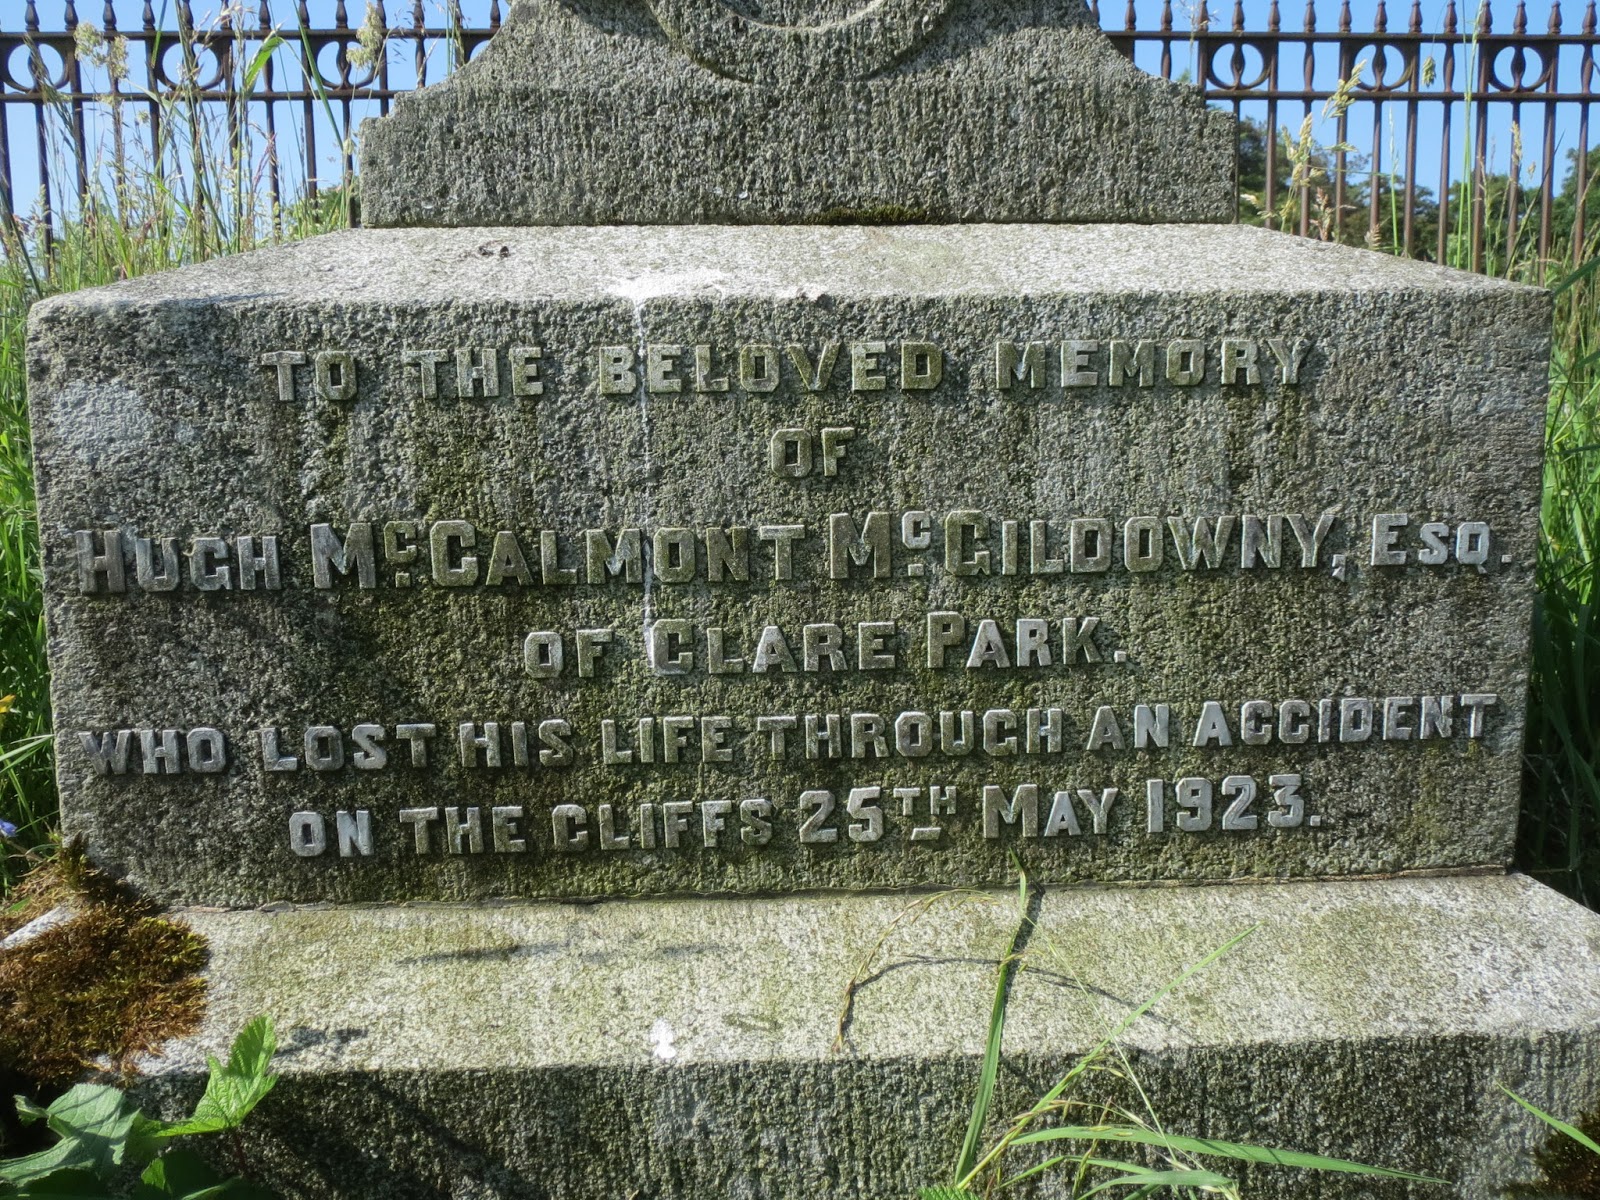 TO THE BELOVED MEMORY
OF
HUGH McCALMONT McGILDOWNY, ESQ.
OF CLARE PARK.
WHO LOST HIS LIFE THROUGH AN ACCIDENT
ON THE CLIFFS 25TH MAY 1923.